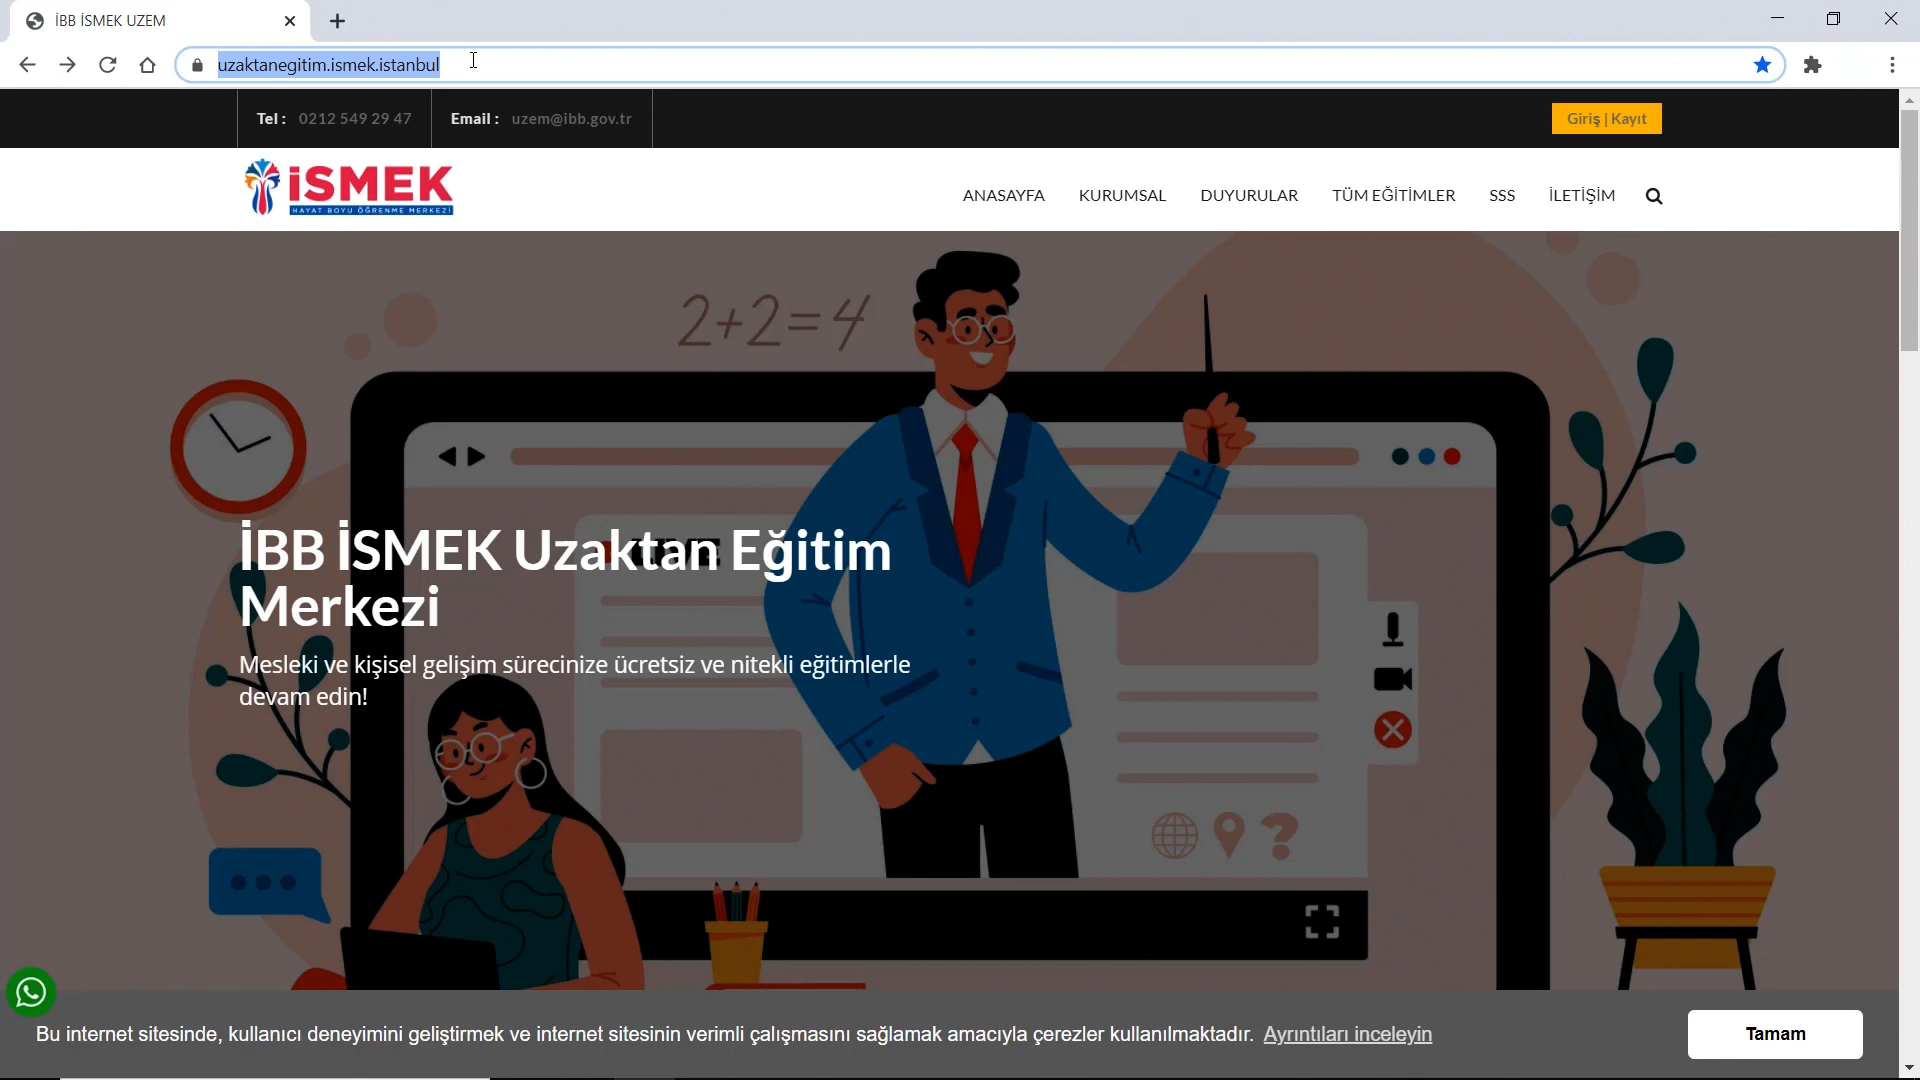 İBB İSMEK UZEM
uzaktanegitim.ismek.istanbul
Tel : 0212 549 29 47
Email : uzem@ibb.gov.tr
Giriş | Kayıt
iSMEK
HAYAT BOYU ÖĞRENME MERKEZİ
ANASAYFA
KURUMSAL
DUYURULAR
TÜM EĞİTİMLER
SSS
İLETİŞİM
2+2=4
İBB İSMEK Uzaktan Eğitim
Merkezi
Mesleki ve kişisel gelişim sürecinize ücretsiz ve nitekli eğitimlerle
devam edin!
?
Bu internet sitesinde, kullanıcı deneyimini geliştirmek ve internet sitesinin verimli çalışmasını sağlamak amacıyla çerezler kullanılmaktadır. Ayrıntıları inceleyin
Tamam